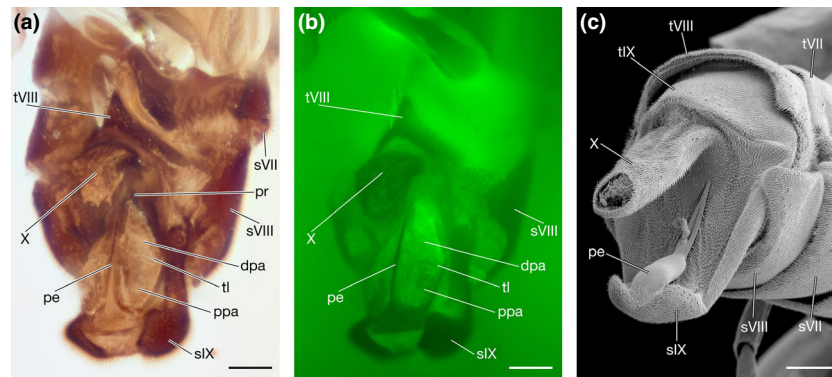 (a)
tVIII
sVII
pr
sVIII
X
dpa
tl
pe
ppa
sIX
(b)
tVIII
X
sVIII
dpa
pe
tl
ppa
sIX
(c)
tVIII
tVII
tIX
X
pe
sVIII
sVII
sIX